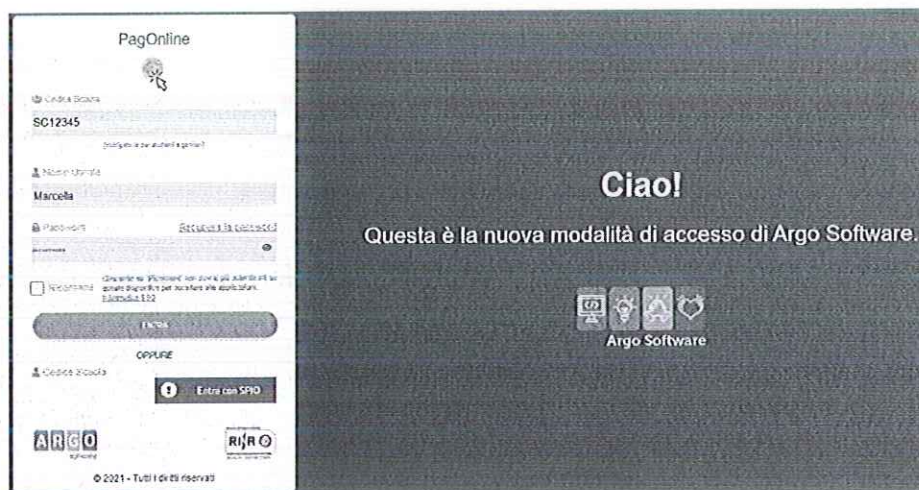 PagOnline
Codice Scuola
SC12345
Nome Utente
Marcella
Password Recupera la password
Ricordami
ENTRA
OPPURE
Codice Scuola
Entra con SPID
ARGO
software
© 2021 - Tutti i diritti riservati
Ciao!
Questa è la nuova modalità di accesso di Argo Software.
Argo Software